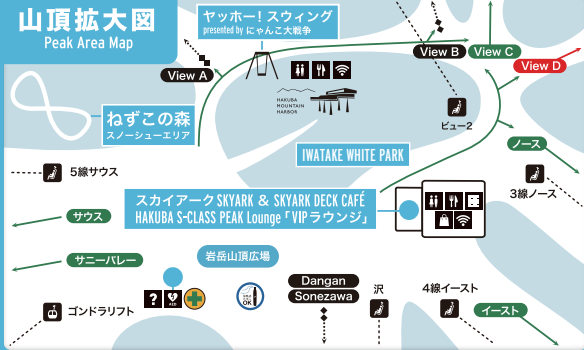 山頂拡大図
Peak Area Map
ヤッホー！スウィング
presented by にゃんこ大戦争
View A
View B
View C
View D
HAKUBA
MOUNTAIN
HARBOR
ねずこの森
スノーシューエリア
ビュー2
IWATAKE WHITE PARK
ノース
5線サウス
3線ノース
スカイアーク SKYARK & SKYARK DECK CAFÉ
HAKUBA S-CLASS PEAK Lounge「VIPラウンジ」
サウス
サニーバレー
岩岳山頂広場
?
AED
OK
Dangan
Sonezawa
沢
4線イースト
イースト
ゴンドラリフト